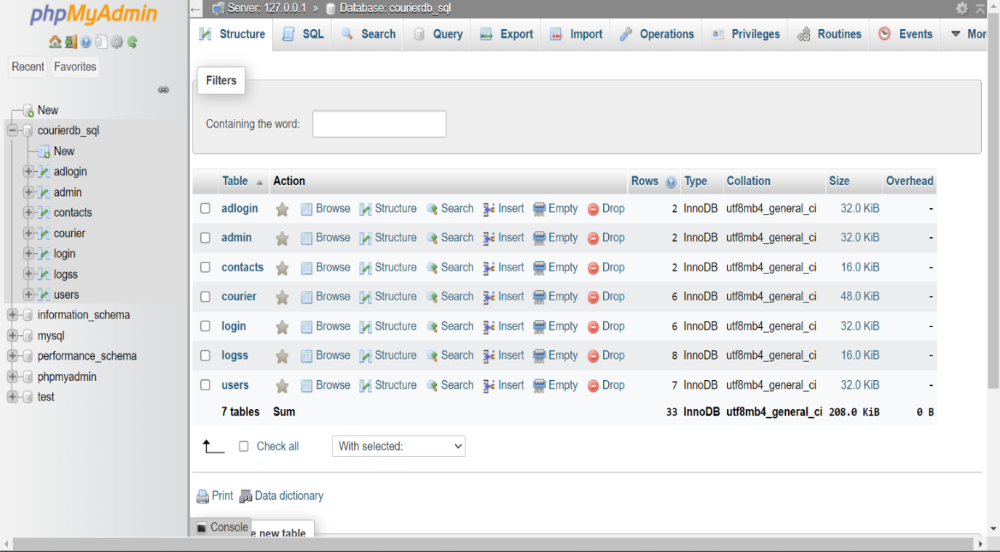 phpMyAdmin
Recent Favorites
New
courierdb_sql
New
adlogin
admin
contacts
courier
login
logss
users
information_schema
mysql
performance_schema
phpmyadmin
test
Server: 127.0.0.1 » Database: courierdb_sql
Structure SQL Search Query Export Import Operations Privileges Routines Events Mor
Filters
Containing the word:
Table Action Rows Type Collation Size Overhead
adlogin Browse Structure Search Insert Empty Drop 2 InnoDB utf8mb4_general_ci 32.0 KiB -
admin Browse Structure Search Insert Empty Drop 2 InnoDB utf8mb4_general_ci 32.0 KiB -
contacts Browse Structure Search Insert Empty Drop 2 InnoDB utf8mb4_general_ci 16.0 KiB -
courier Browse Structure Search Insert Empty Drop 6 InnoDB utf8mb4_general_ci 48.0 KiB -
login Browse Structure Search Insert Empty Drop 6 InnoDB utf8mb4_general_ci 32.0 KiB -
logss Browse Structure Search Insert Empty Drop 8 InnoDB utf8mb4_general_ci 16.0 KiB -
users Browse Structure Search Insert Empty Drop 7 InnoDB utf8mb4_general_ci 32.0 KiB -
7 tables Sum 33 InnoDB utf8mb4_general_ci 208.0 KiB 0 B
Check all With selected:
Print Data dictionary
Console e new table